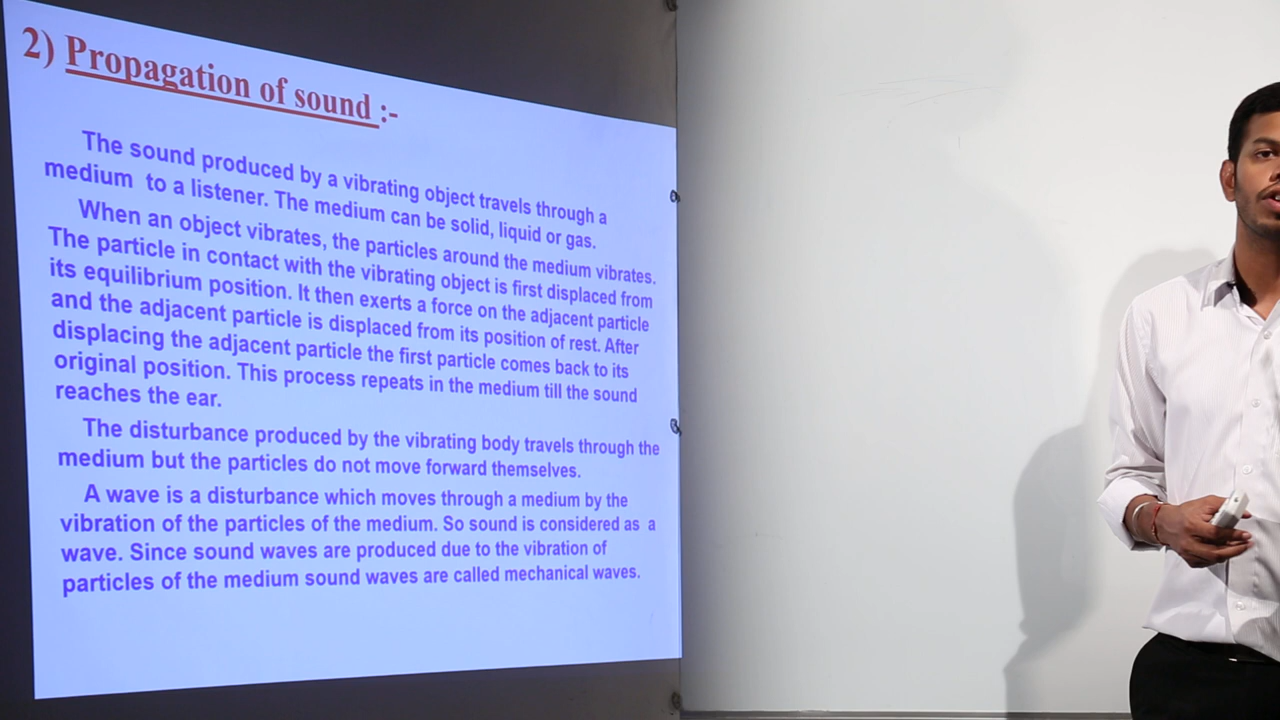 2) Propagation of sound :-
The sound produced by a vibrating object travels through a
medium to a listener. The medium can be solid, liquid or gas.
When an object vibrates, the particles around the medium vibrates.
The particle in contact with the vibrating object is first displaced from
its equilibrium position. It then exerts a force on the adjacent particle
and the adjacent particle is displaced from its position of rest. After
displacing the adjacent particle the first particle comes back to its
original position. This process repeats in the medium till the sound
reaches the ear.
The disturbance produced by the vibrating body travels through the
medium but the particles do not move forward themselves.
A wave is a disturbance which moves through a medium by the
vibration of the particles of the medium. So sound is considered as a
wave. Since sound waves are produced due to the vibration of
particles of the medium sound waves are called mechanical waves.